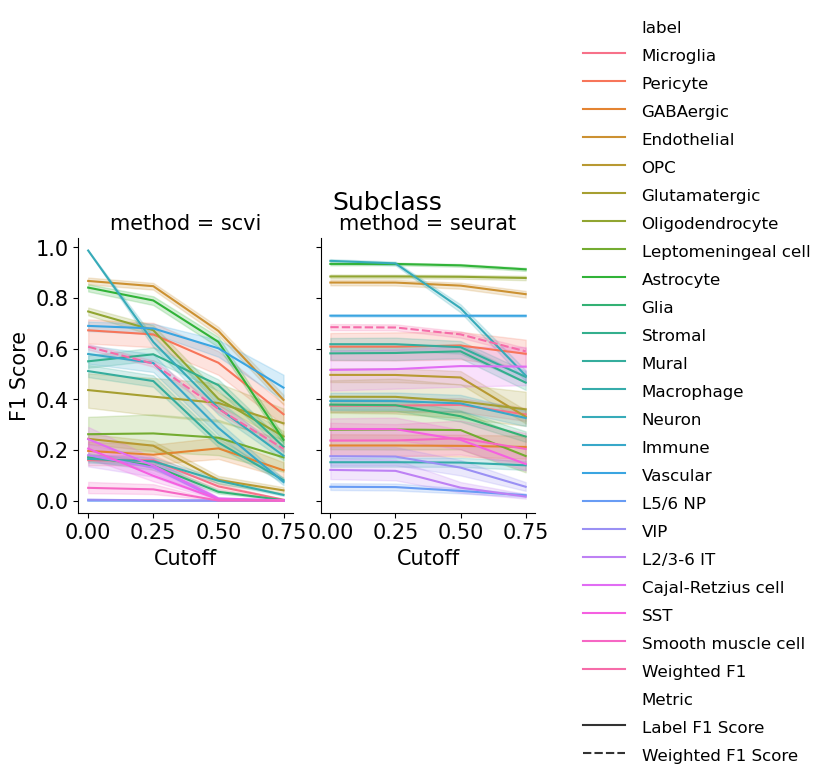 Subclass
method = scvi
method = seurat
F1 Score
1.0
0.8
0.6
0.4
0.2
0.0
0.00 0.25 0.50 0.75
0.00 0.25 0.50 0.75
Cutoff
Cutoff
label
Microglia
Pericyte
GABAergic
Endothelial
OPC
Glutamatergic
Oligodendrocyte
Leptomeningeal cell
Astrocyte
Glia
Stromal
Mural
Macrophage
Neuron
Immune
Vascular
L5/6 NP
VIP
L2/3-6 IT
Cajal-Retzius cell
SST
Smooth muscle cell
Weighted F1
Metric
Label F1 Score
Weighted F1 Score